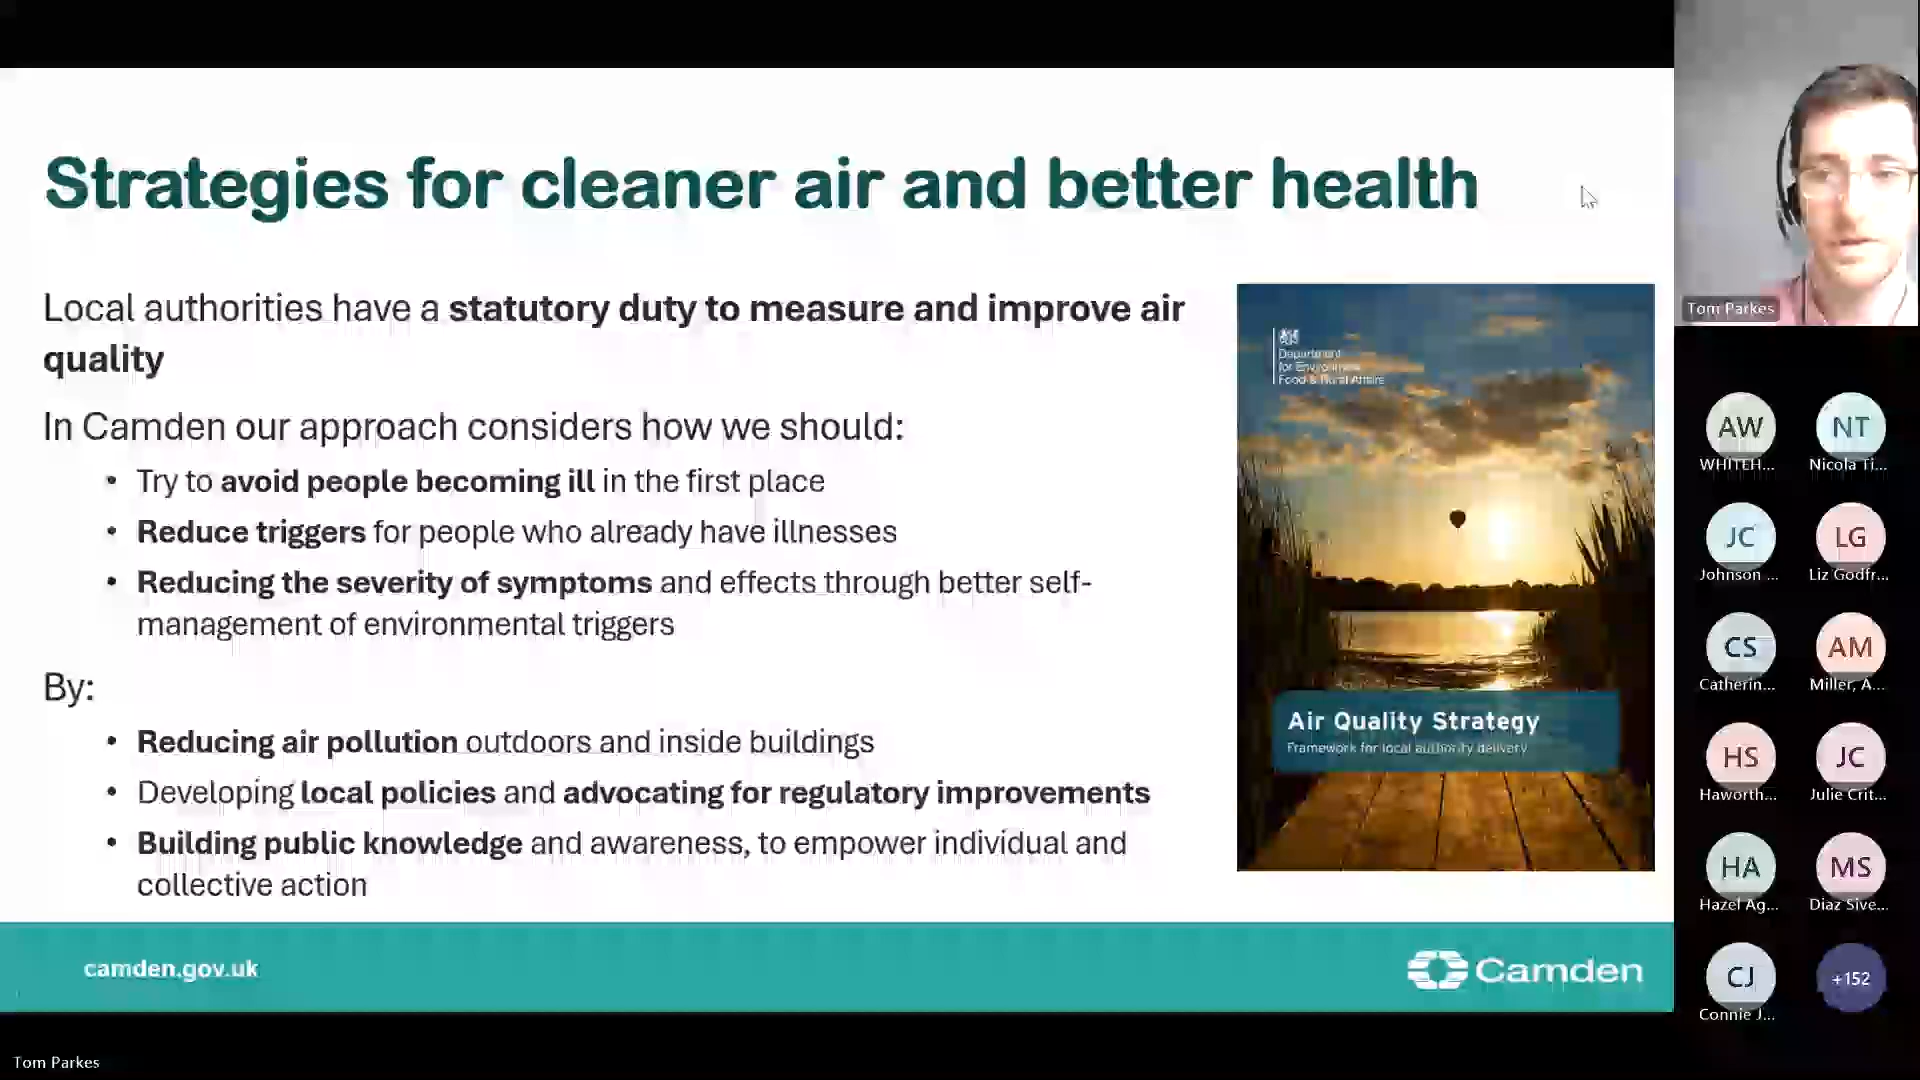 Strategies for cleaner air and better health
Local authorities have a statutory duty to measure and improve air
quality
In Camden our approach considers how we should:
• Try to avoid people becoming ill in the first place
• Reduce triggers for people who already have illnesses
• Reducing the severity of symptoms and effects through better self-
management of environmental triggers
By:
• Reducing air pollution outdoors and inside buildings
• Developing local policies and advocating for regulatory improvements
• Building public knowledge and awareness, to empower individual and
collective action
Department
for Environment
Food & Rural Affairs
Air Quality Strategy
Framework for local authority delivery
camden.gov.uk
Camden
Tom Parkes
AW
WHITEH...
NT
Nicola Ti...
JC
Johnson ...
LG
Liz Godfr...
CS
Catherin...
AM
Miller, A...
HS
Haworth...
JC
Julie Crit...
HA
Hazel Ag...
MS
Diaz Sive...
CJ
Connie J...
+152
Tom Parkes